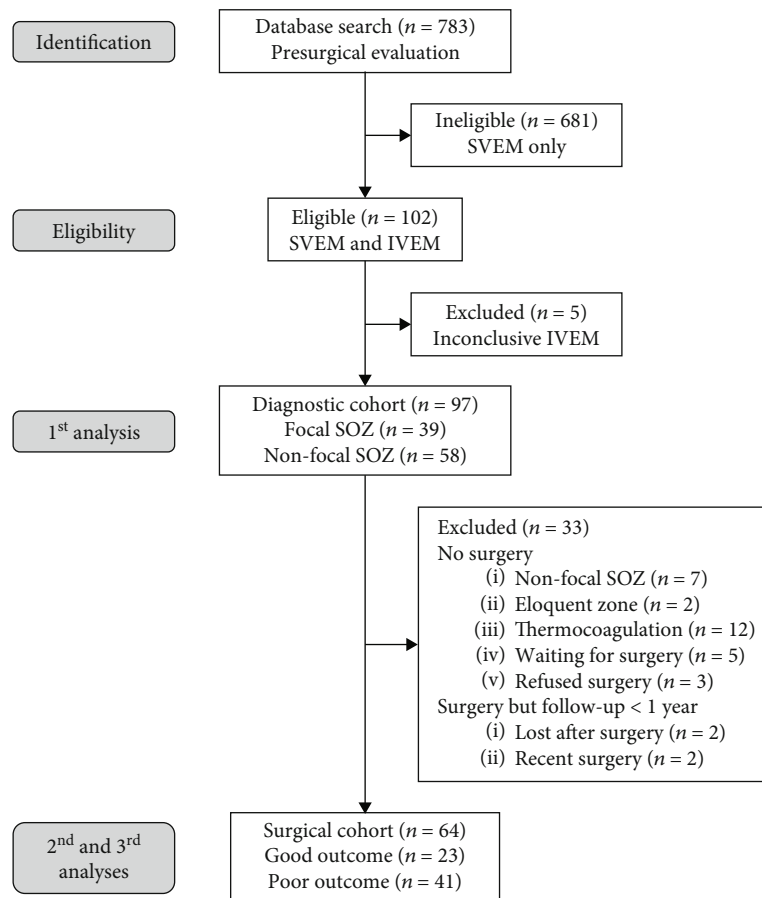 Identification
Database search (n = 783)
Presurgical evaluation
Ineligible (n = 681)
SVEM only
Eligibility
Eligible (n = 102)
SVEM and IVEM
Excluded (n = 5)
Inconclusive IVEM
1st analysis
Diagnostic cohort (n = 97)
Focal SOZ (n = 39)
Non-focal SOZ (n = 58)
Excluded (n = 33)
No surgery
(i) Non-focal SOZ (n = 7)
(ii) Eloquent zone (n = 2)
(iii) Thermocoagulation (n = 12)
(iv) Waiting for surgery (n = 5)
(v) Refused surgery (n = 3)
Surgery but follow-up < 1 year
(i) Lost after surgery (n = 2)
(ii) Recent surgery (n = 2)
2nd and 3rd
analyses
Surgical cohort (n = 64)
Good outcome (n = 23)
Poor outcome (n = 41)